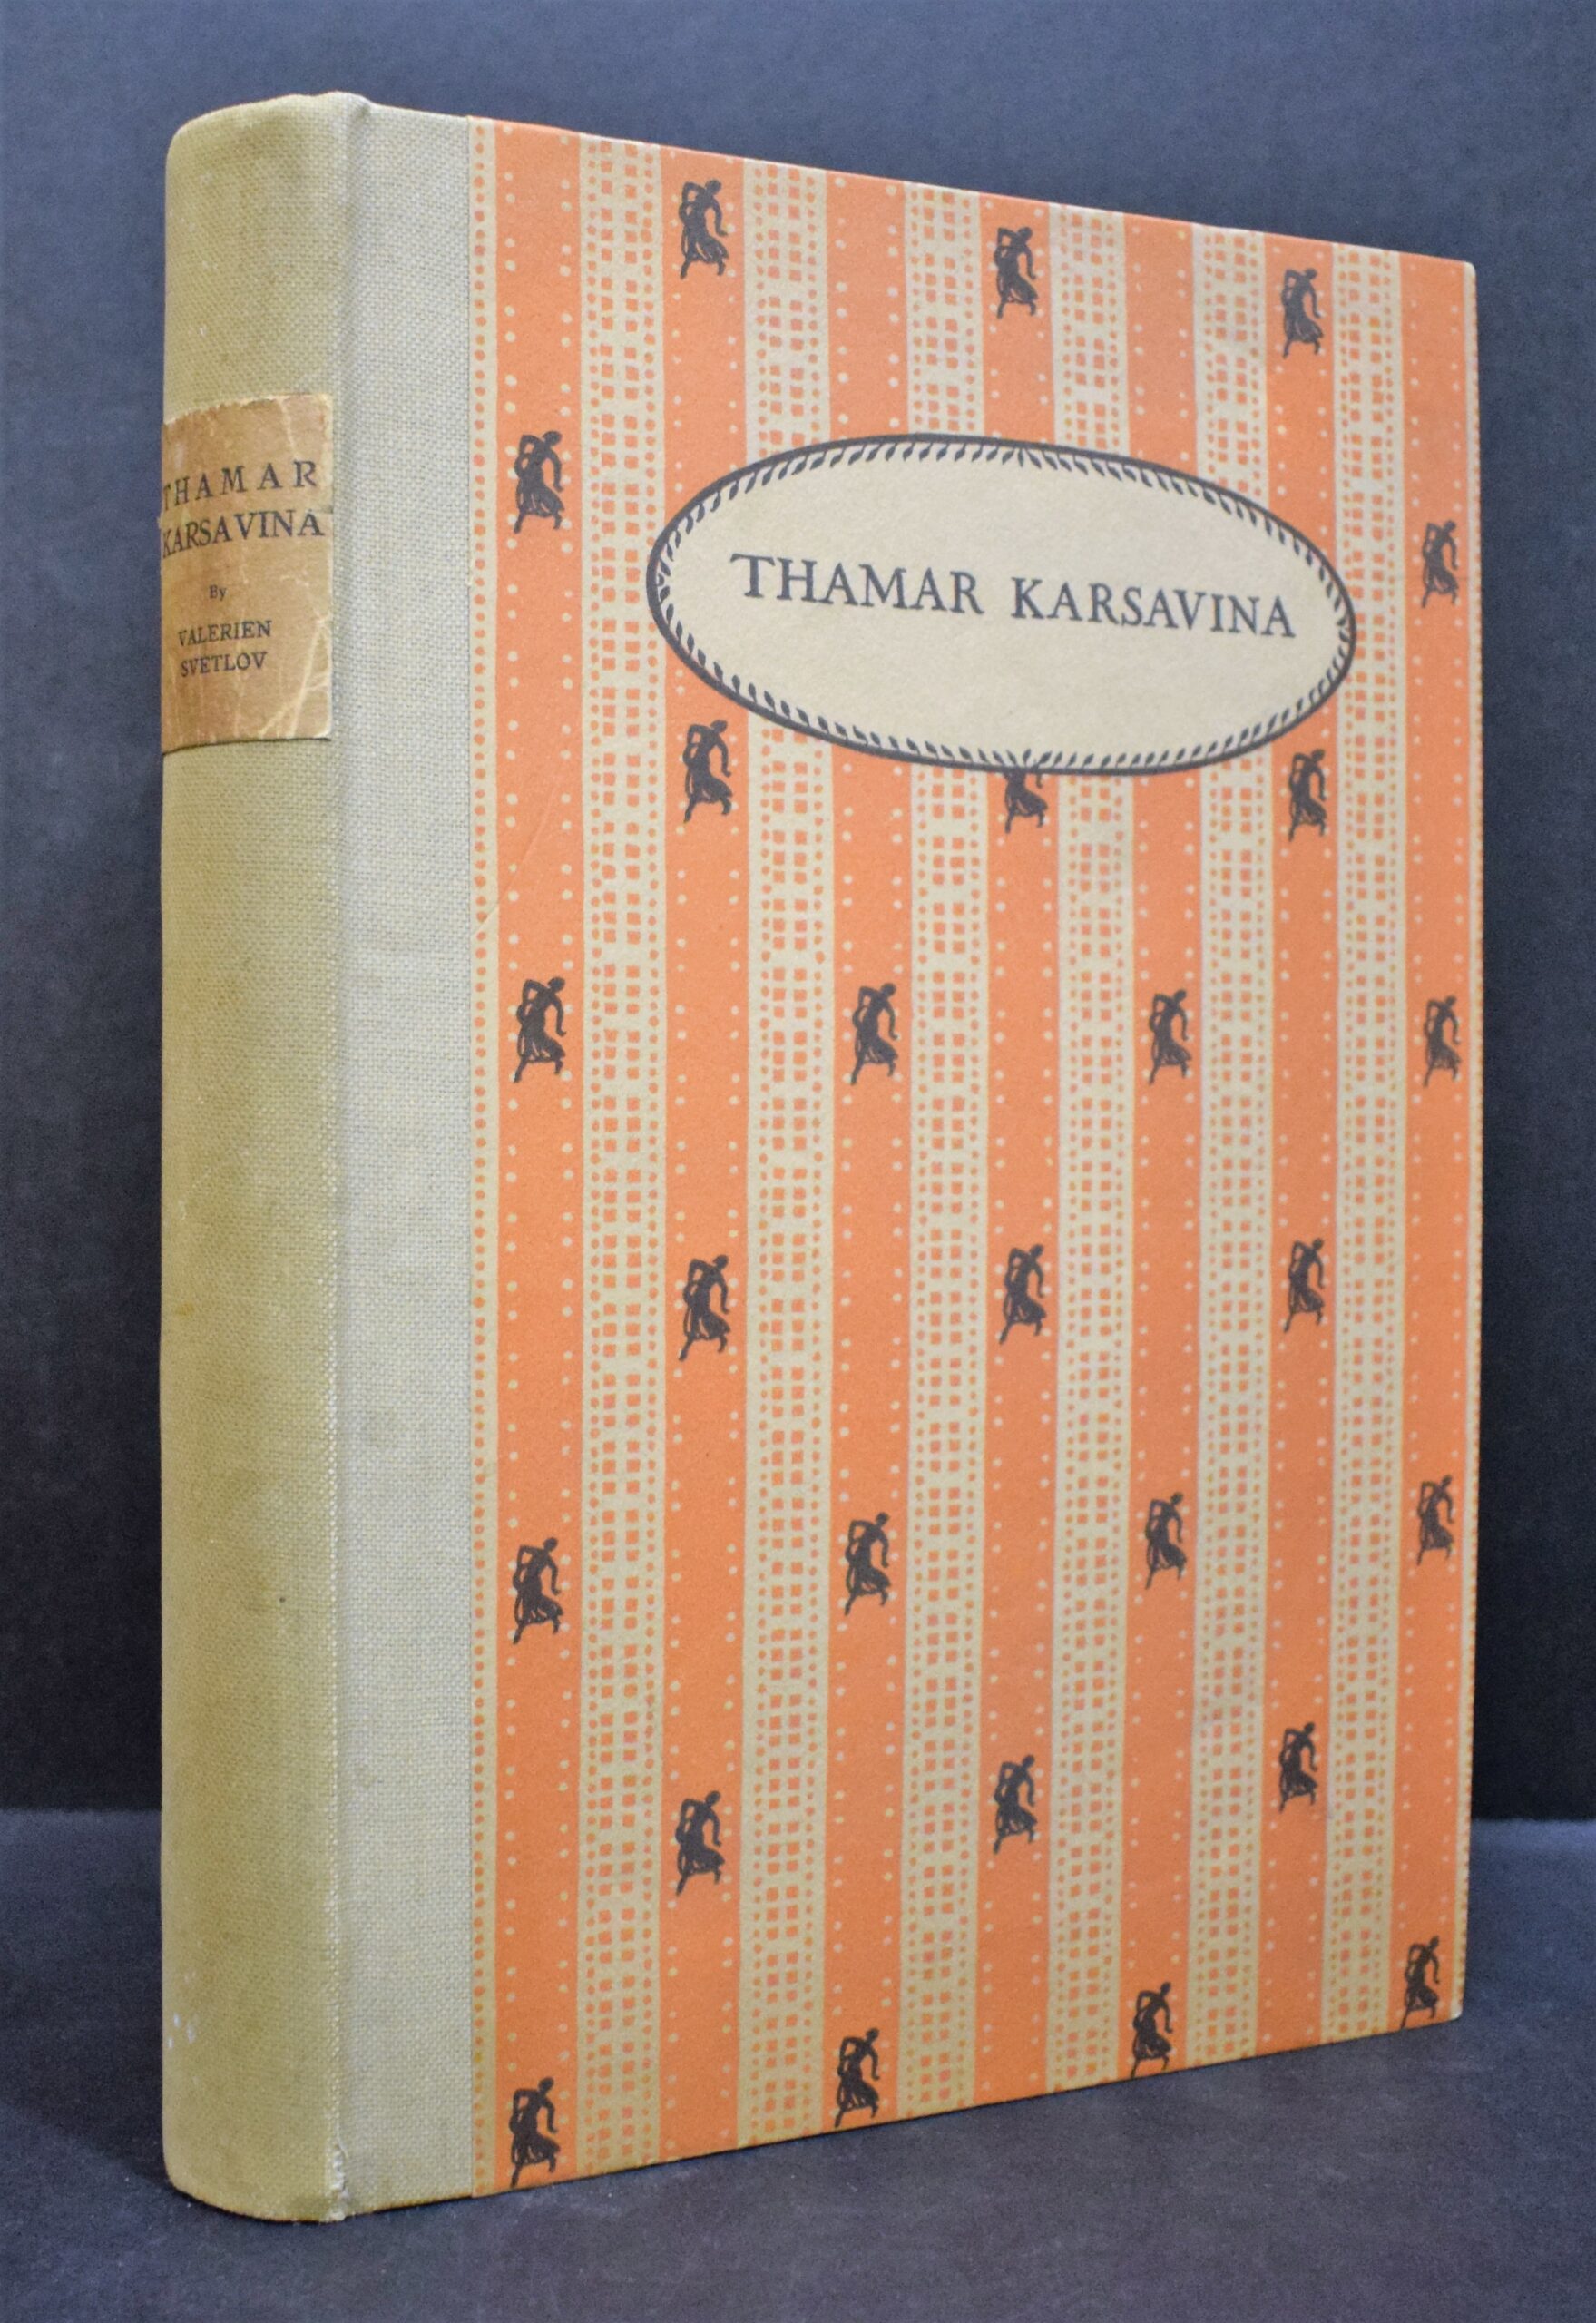 THAMAR
KARSAVINA
By
VALERIEN
SVETLOV
THAMAR KARSAVINA